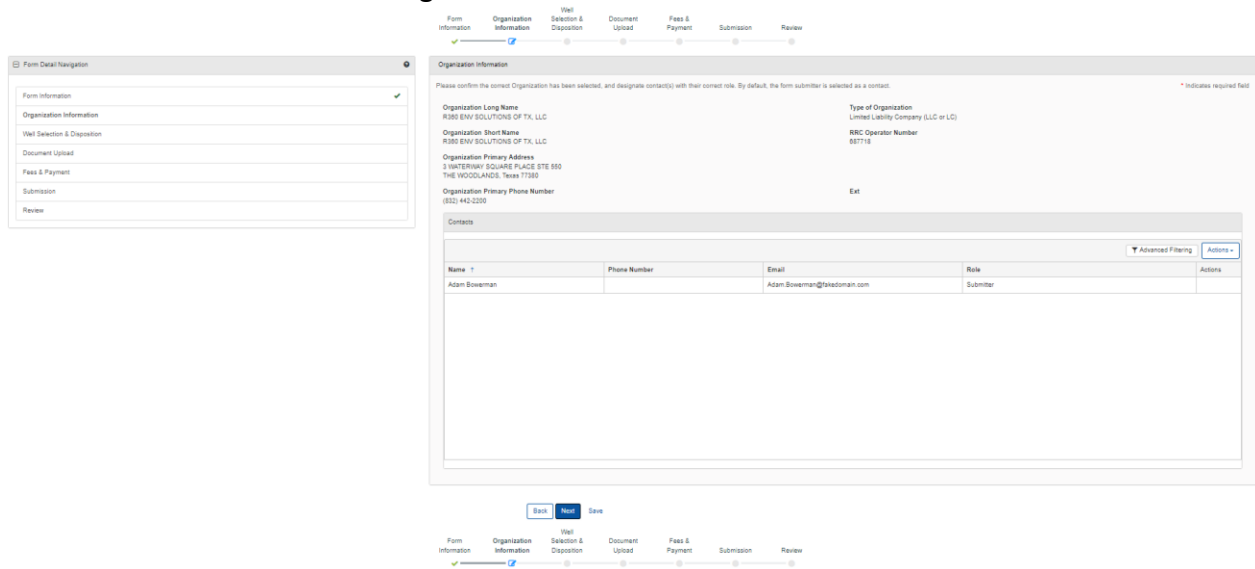 Well
Form Organization Selection & Document Fees &
Information Information Disposition Upload Payment Submission Review
Form Detail Navigation
Form Information
Organization Information
Well Selection & Disposition
Document Upload
Fees & Payment
Submission
Review
Organization Information
Please confirm the correct Organization has been selected, and designate contact(s) with their correct role. By default, the form submitter is selected as a contact. * Indicates required field
Organization Long Name Type of Organization
R360 ENV SOLUTIONS OF TX, LLC Limited Liability Company (LLC or LC)
Organization Short Name RRC Operator Number
R360 ENV SOLUTIONS OF TX, LLC 687718
Organization Primary Address
3 WATERWAY SQUARE PLACE STE 550
THE WOODLANDS, Texas 77380
Organization Primary Phone Number Ext
(832) 442-2200
Contacts
Advanced Filtering Actions
Name ↑ Phone Number Email Role Actions
Adam Bowerman Adam.Bowerman@fakedomain.com Submitter
Back Next Save
Well
Form Organization Selection & Document Fees &
Information Information Disposition Upload Payment Submission Review